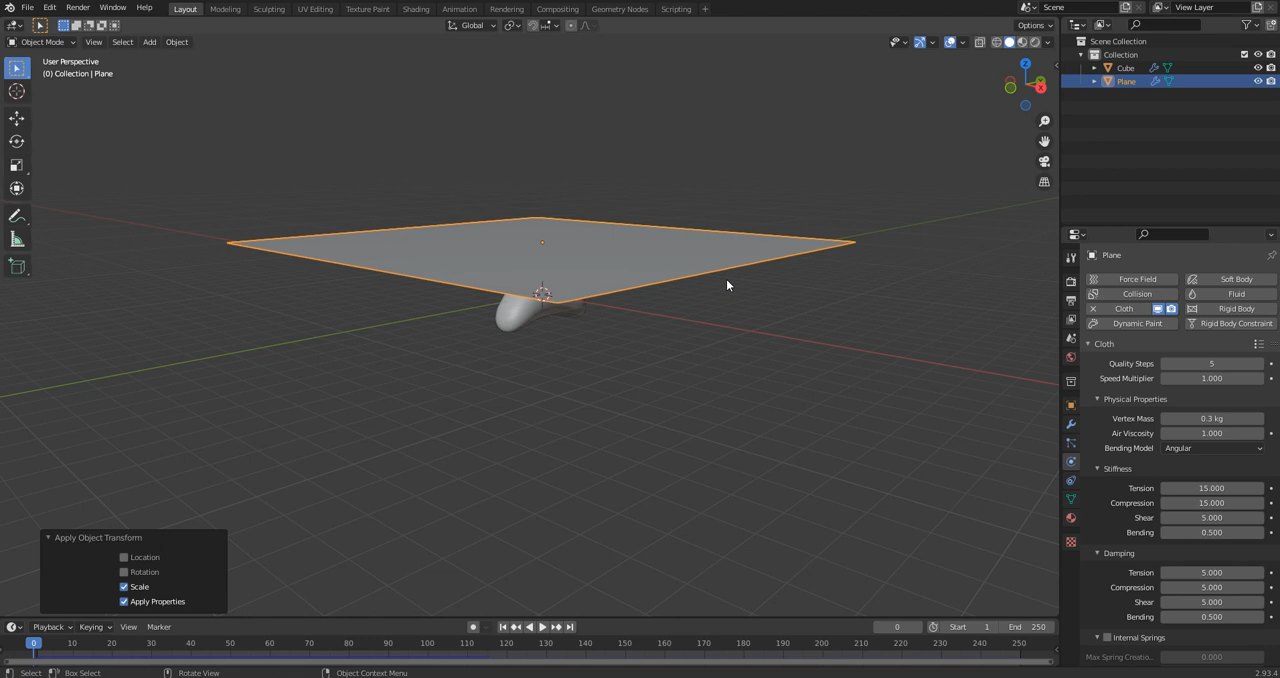 File Edit Render Window Help Layout Modeling Sculpting UV Editing Texture Paint Shading Animation Rendering Compositing Geometry Nodes Scripting + Scene View Layer
Global Options
Object Mode View Select Add Object
User Perspective
(0) Collection | Plane
Z
X
Scene Collection
Collection
Cube
Plane
Plane
Force Field Soft Body
Collision Fluid
Cloth Rigid Body
Dynamic Paint Rigid Body Constraint
Cloth
Quality Steps 5
Speed Multiplier 1.000
Physical Properties
Vertex Mass 0.3 kg
Air Viscosity 1.000
Bending Model Angular
Stiffness
Tension 15.000
Compression 15.000
Shear 5.000
Bending 0.500
Damping
Tension 5.000
Compression 5.000
Shear 5.000
Bending 0.500
Internal Springs
Max Spring Creatio... 0.000
Apply Object Transform
Location
Rotation
Scale
Apply Properties
Playback Keying View Marker 0 Start 1 End 250
0 10 20 30 40 50 60 70 80 90 100 110 120 130 140 150 160 170 180 190 200 210 220 230 240 250
Select Box Select Rotate View Object Context Menu 2.93.4